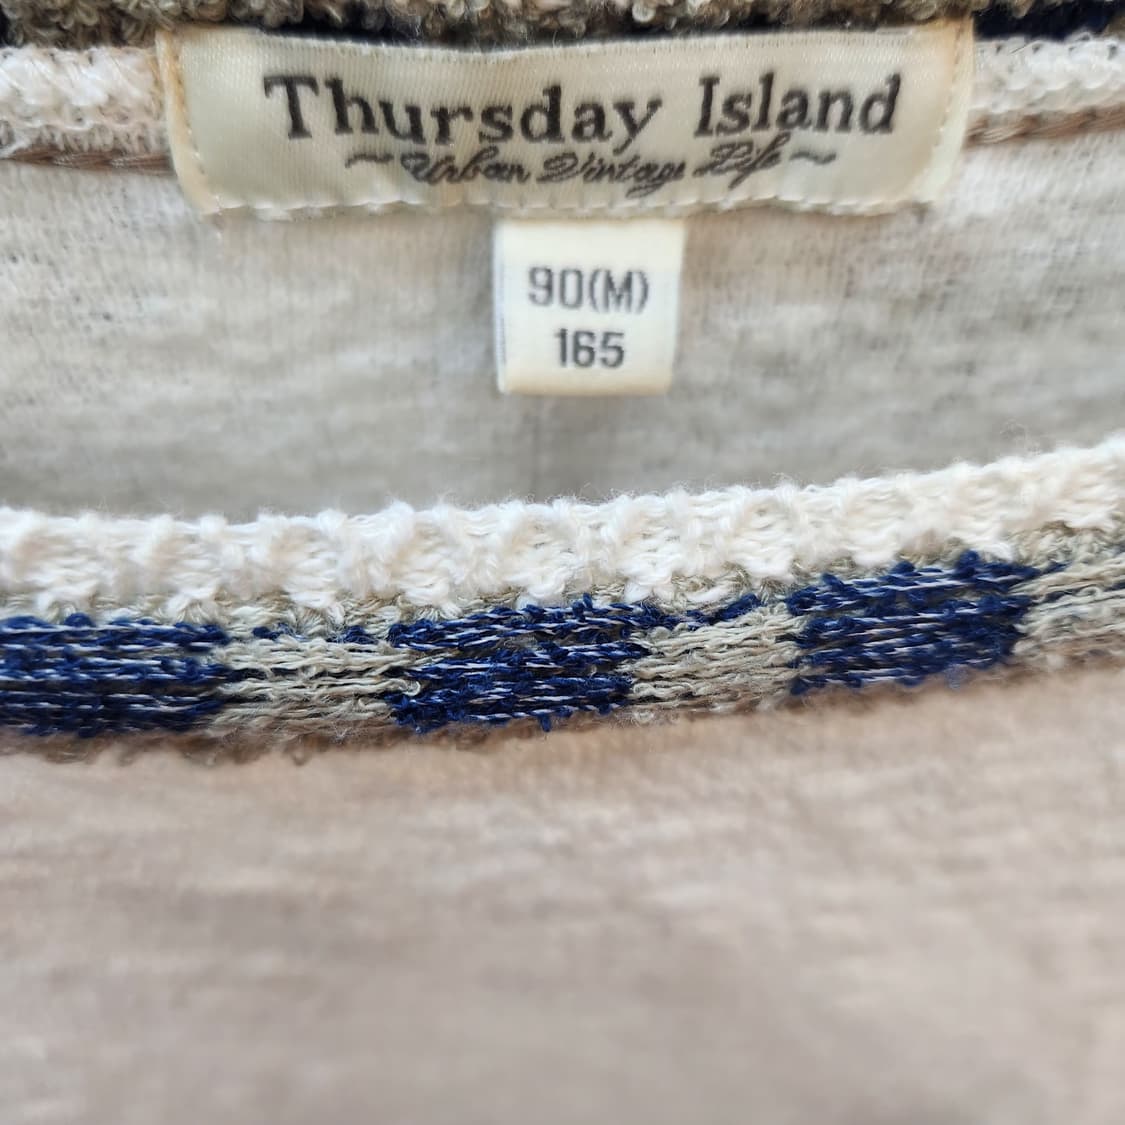 Thursday Island
~Urban Vintage Life~
90(M)
165